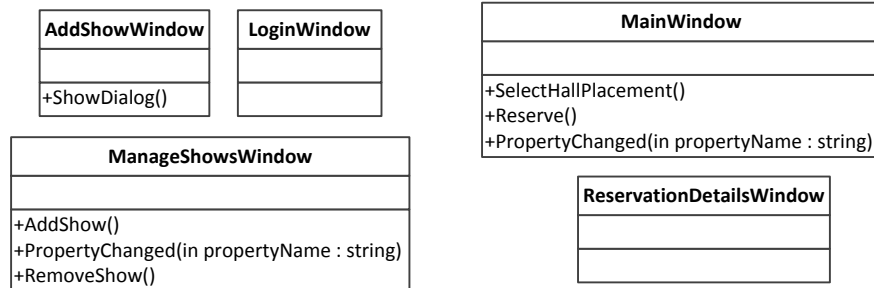 AddShowWindow
+ShowDialog()
LoginWindow
MainWindow
+SelectHallPlacement()
+Reserve()
+PropertyChanged(in propertyName : string)
ManageShowsWindow
+AddShow()
+PropertyChanged(in propertyName : string)
+RemoveShow()
ReservationDetailsWindow